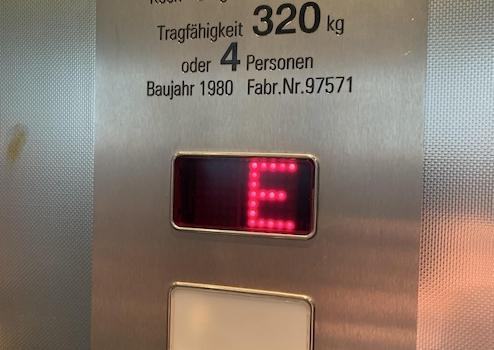 Tragfähigkeit 320 kg
oder 4 Personen
Baujahr 1980 Fabr.Nr.97571
E